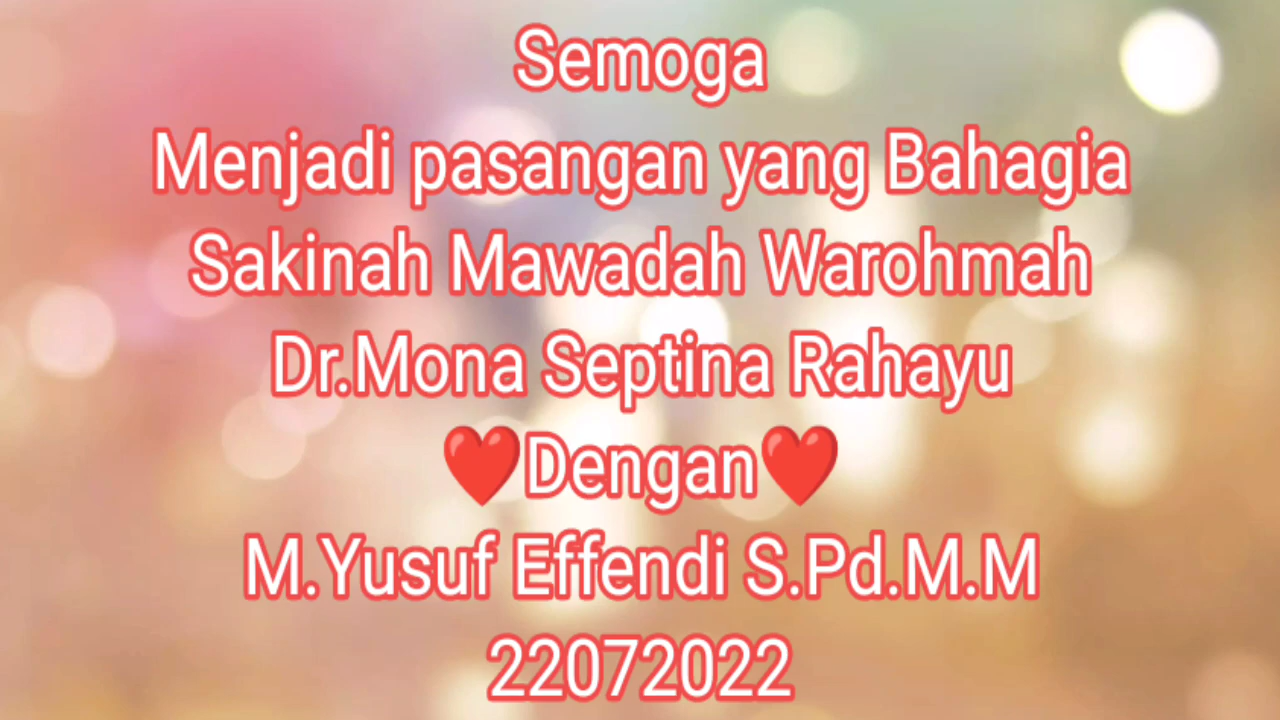 Semoga
Menjadi pasangan yang Bahagia
Sakinah Mawadah Warohmah
Dr.Mona Septina Rahayu
❤️Dengan❤️
M.Yusuf Effendi S.Pd.M.M
22072022